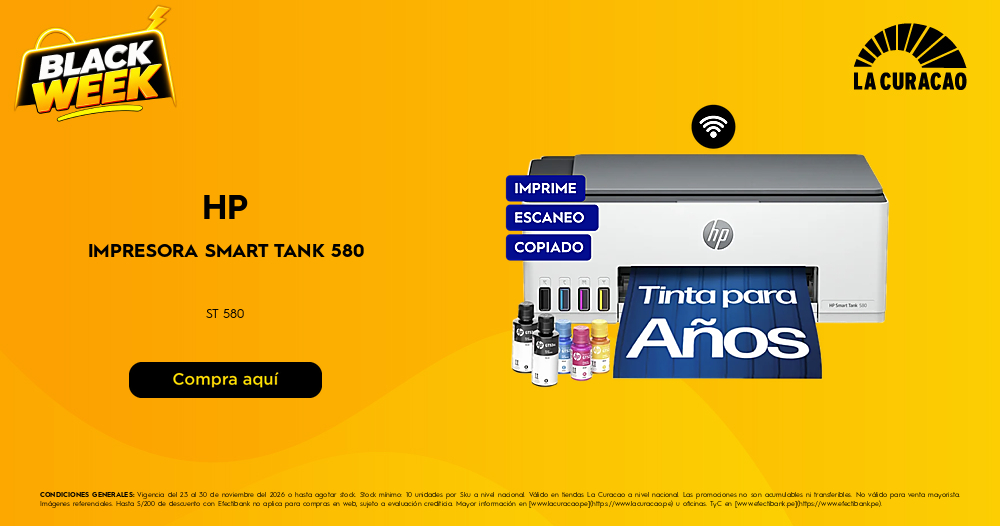 BLACK
WEEK
LA CURACAO
HP
IMPRESORA SMART TANK 580
ST 580
Compra aquí
IMPRIME
ESCANEO
COPIADO
hp
HP Smart Tank 580
Tinta para
Años
CONDICIONES GENERALES: Vigencia del 23 al 30 de noviembre del 2026 o hasta agotar stock. Stock mínimo: 10 unidades por Sku a nivel nacional. Válido en tiendas La Curacao a nivel nacional. Las promociones no son acumulables ni transferibles. No válido para venta mayorista.
Imágenes referenciales. Hasta S/200 de descuento con Efectibank no aplica para compras en web, sujeto a evaluación crediticia. Mayor información en [www.lacuracao.pe](https://www.lacuracao.pe) u oficinas. TyC en [www.efectibank.pe](https://www.efectibank.pe).